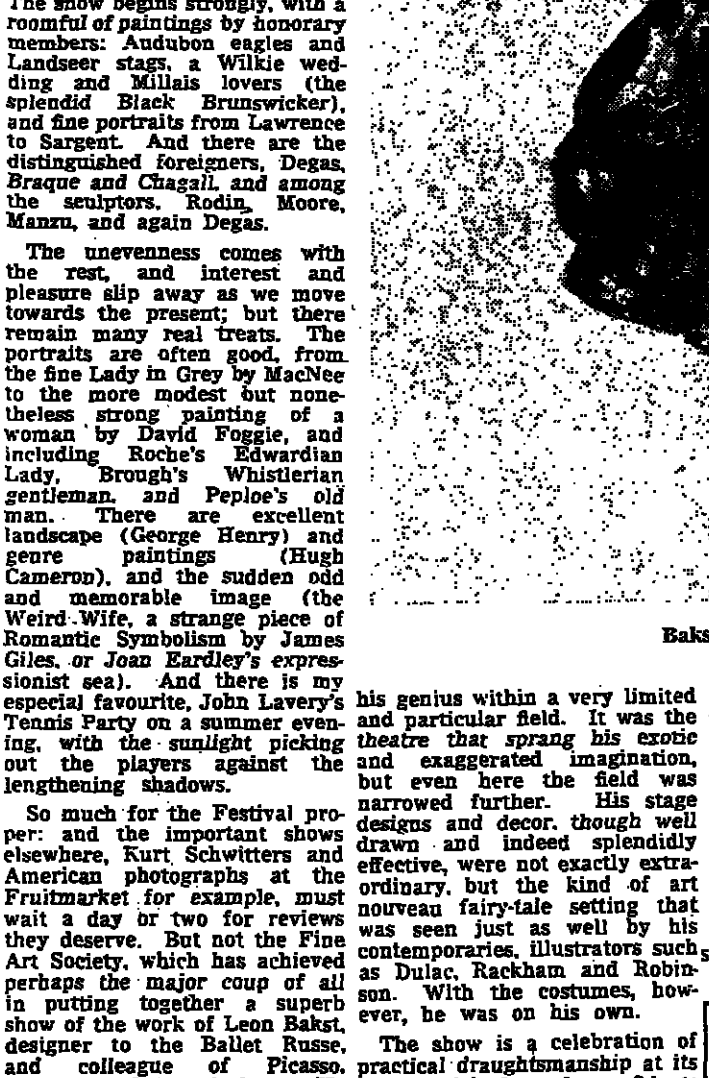 The show begins strongly, with a
roomful of paintings by honorary
members: Audubon eagles and
Landseer stags, a Wilkie wed-
ding and Millais lovers (the
splendid Black Brunswicker),
and fine portraits from Lawrence
to Sargent. And there are the
distinguished foreigners, Degas,
Braque and Chagall, and among
the sculptors, Rodin, Moore,
Manzu, and again Degas.
The unevenness comes with
the rest, and interest and
pleasure slip away as we move
towards the present; but there
remain many real treats. The
portraits are often good, from
the fine Lady in Grey by MacNee
to the more modest but none-
theless strong painting of a
woman by David Foggie, and
including Roche's Edwardian
Lady, Brough's Whistlerian
gentleman, and Peploe's old
man. There are excellent
landscape (George Henry) and
genre paintings (Hugh
Cameron), and the sudden odd
and memorable image (the
Weird Wife, a strange piece of
Romantic Symbolism by James
Giles, or Joan Eardley's expres-
sionist sea). And there is my
especial favourite, John Lavery's
Tennis Party on a summer even-
ing, with the sunlight picking
out the players against the
lengthening shadows.
So much for the Festival pro-
per: and the important shows
elsewhere, Kurt Schwitters and
American photographs at the
Fruitmarket for example, must
wait a day or two for reviews
they deserve. But not the Fine
Art Society, which has achieved
perhaps the major coup of all
in putting together a superb
show of the work of Leon Bakst,
designer to the Ballet Russe,
and colleague of Picasso.
Baks
his genius within a very limited
and particular field. It was the
theatre that sprang his exotic
and exaggerated imagination,
but even here the field was
narrowed further. His stage
designs and decor, though well
drawn and indeed splendidly
effective, were not exactly extra-
ordinary, but the kind of art
nouveau fairy-tale setting that
was seen just as well by his
contemporaries, illustrators such
as Dulac, Rackham and Robin-
son. With the costumes, how-
ever, he was on his own.
The show is a celebration of
practical draughtsmanship at its